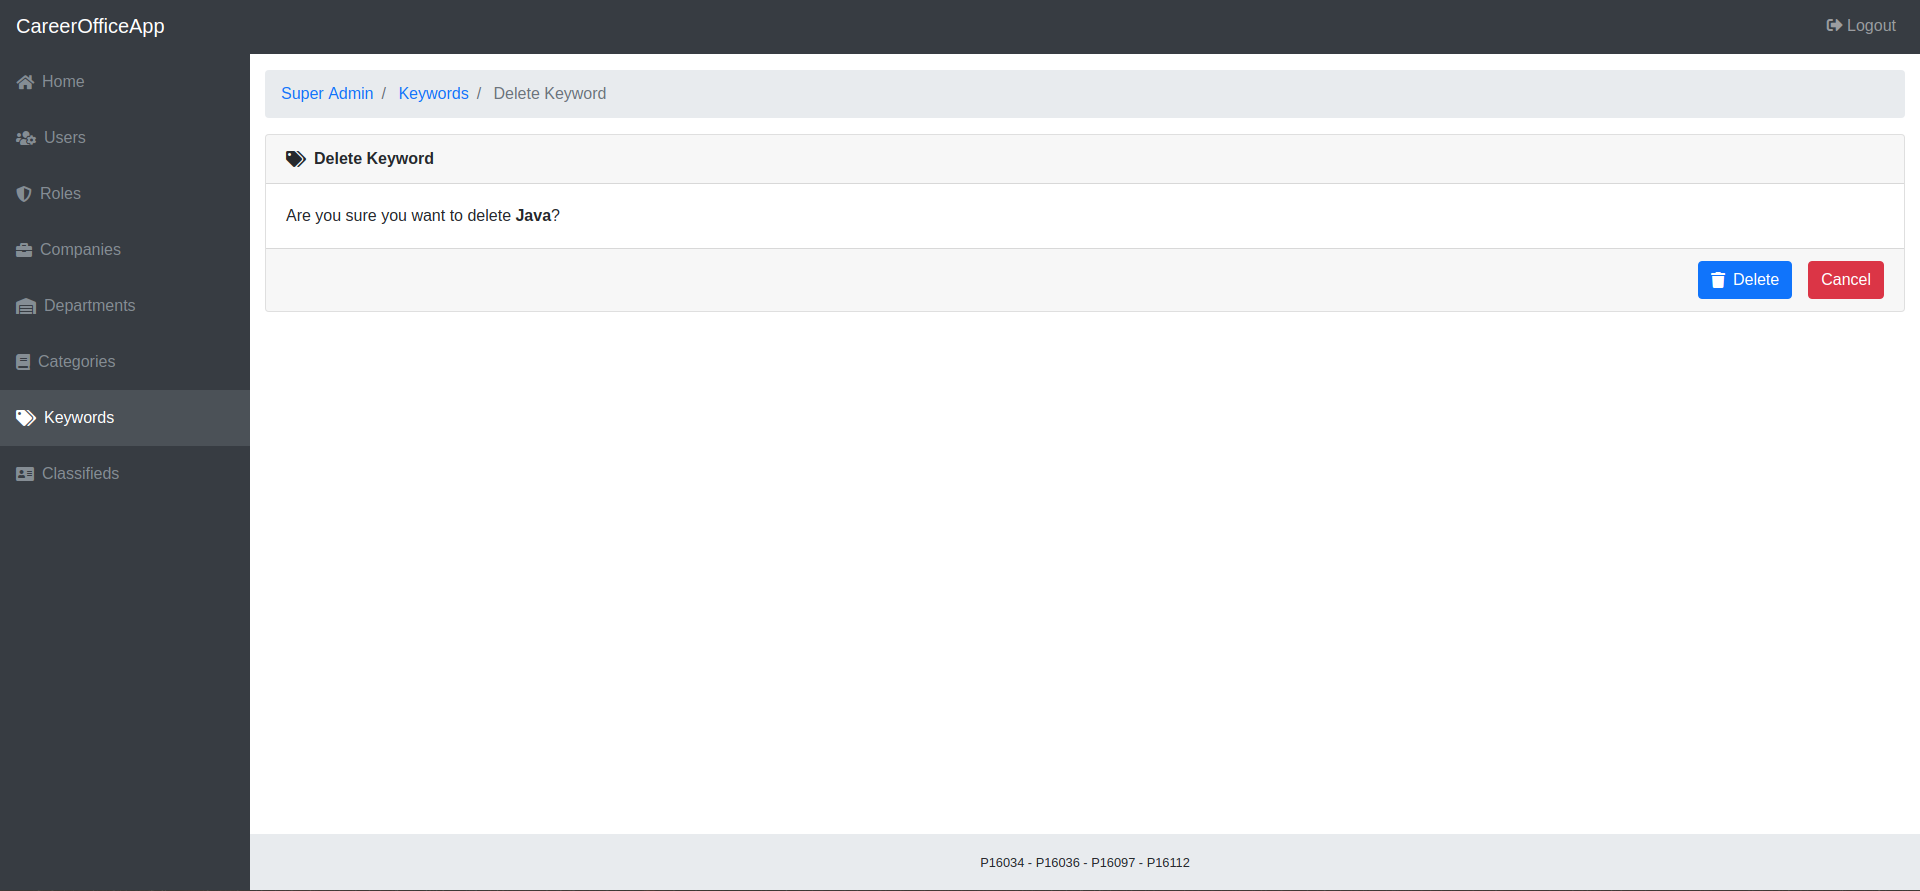 CareerOfficeApp
Logout
Home
Users
Roles
Companies
Departments
Categories
Keywords
Classifieds
Super Admin / Keywords / Delete Keyword
Delete Keyword
Are you sure you want to delete Java?
Delete Cancel
P16034 - P16036 - P16097 - P16112